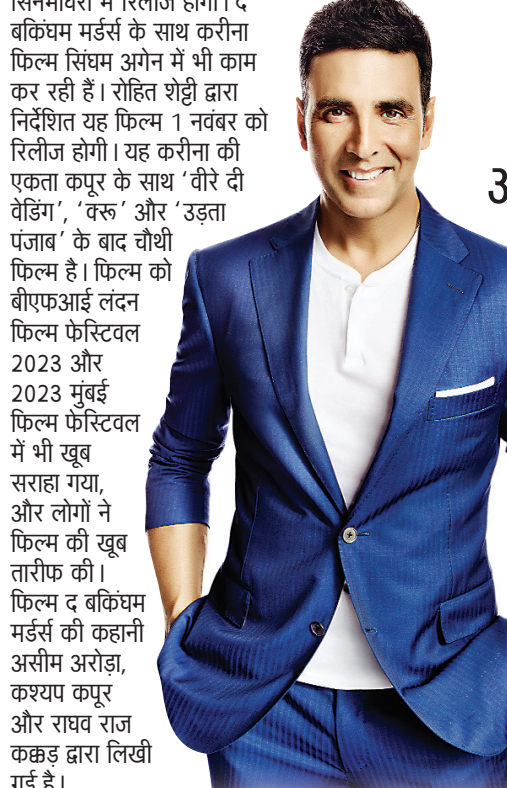 सिनेमाघरों में रिलीज होगी। द
बकिंघम मर्डर्स के साथ करीना
फिल्म सिंघम अगेन में भी काम
कर रही हैं। रोहित शेट्टी द्वारा
निर्देशित यह फिल्म 1 नवंबर को
रिलीज होगी। यह करीना की
एकता कपूर के साथ ‘वीरे दी
वेडिंग’, ‘क्रू’ और ‘उड़ता
पंजाब’ के बाद चौथी
फिल्म है। फिल्म को
बीएफआई लंदन
फिल्म फेस्टिवल
2023 और
2023 मुंबई
फिल्म फेस्टिवल
में भी खूब
सराहा गया,
और लोगों ने
फिल्म की खूब
तारीफ की।
फिल्म द बकिंघम
मर्डर्स की कहानी
असीम अरोड़ा,
कश्यप कपूर
और राघव राज
कक्कड़ द्वारा लिखी
गई है।